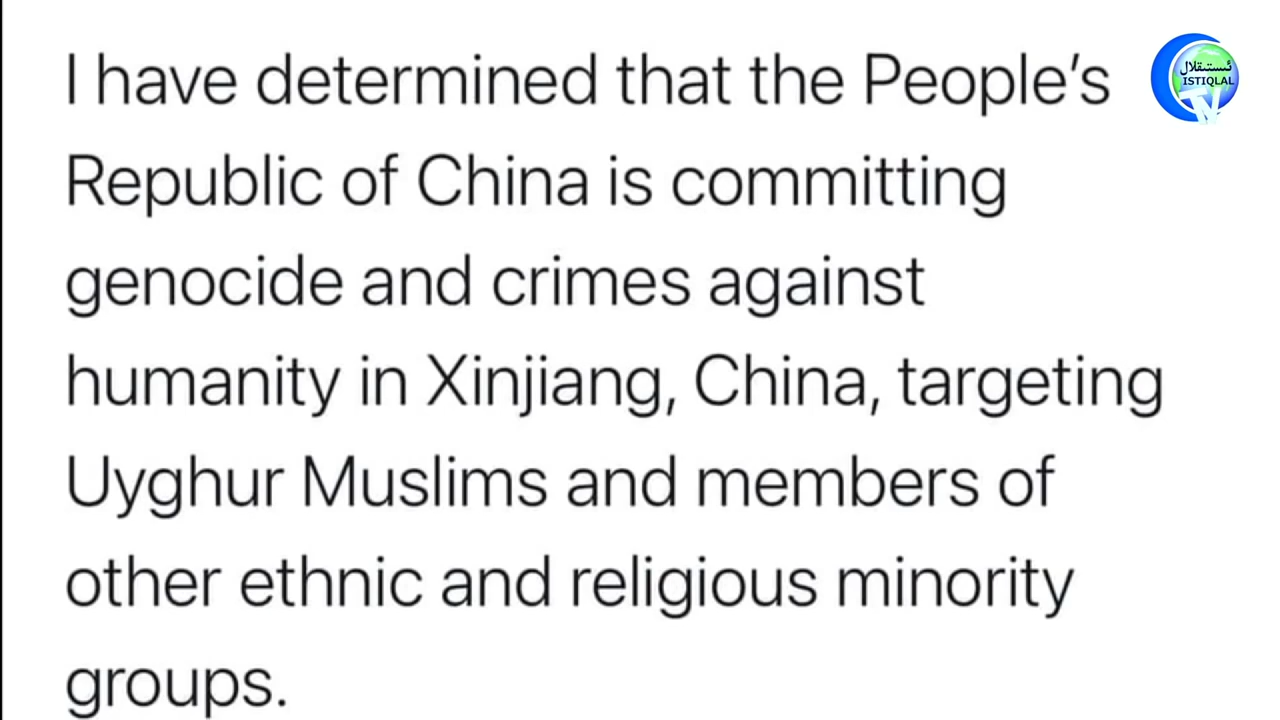 I have determined that the People’s
Republic of China is committing
genocide and crimes against
humanity in Xinjiang, China, targeting
Uyghur Muslims and members of
other ethnic and religious minority
groups.
ئىستىقلال
ISTIQLAL
TV